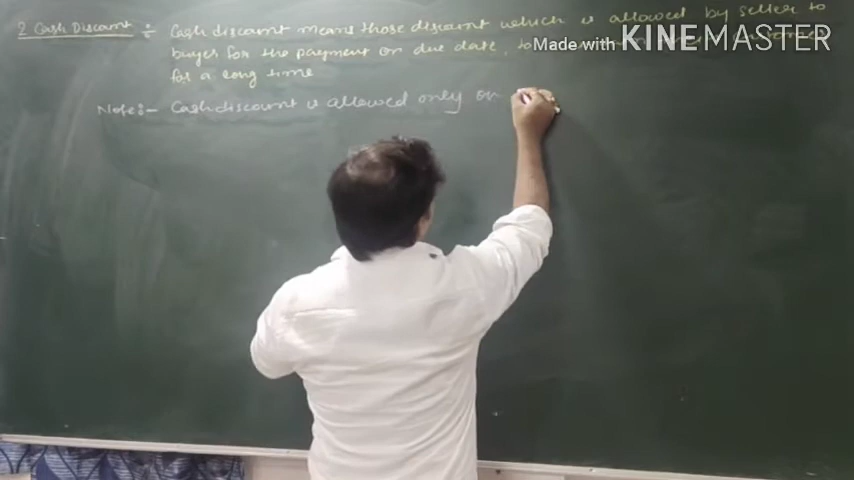 2 Cash Discount :- Cash discount means those discount which is allowed by seller to
buyer for the payment on due date, to
for a long time
Note:- Cash discount is allowed only on
Made with KINEMASTER